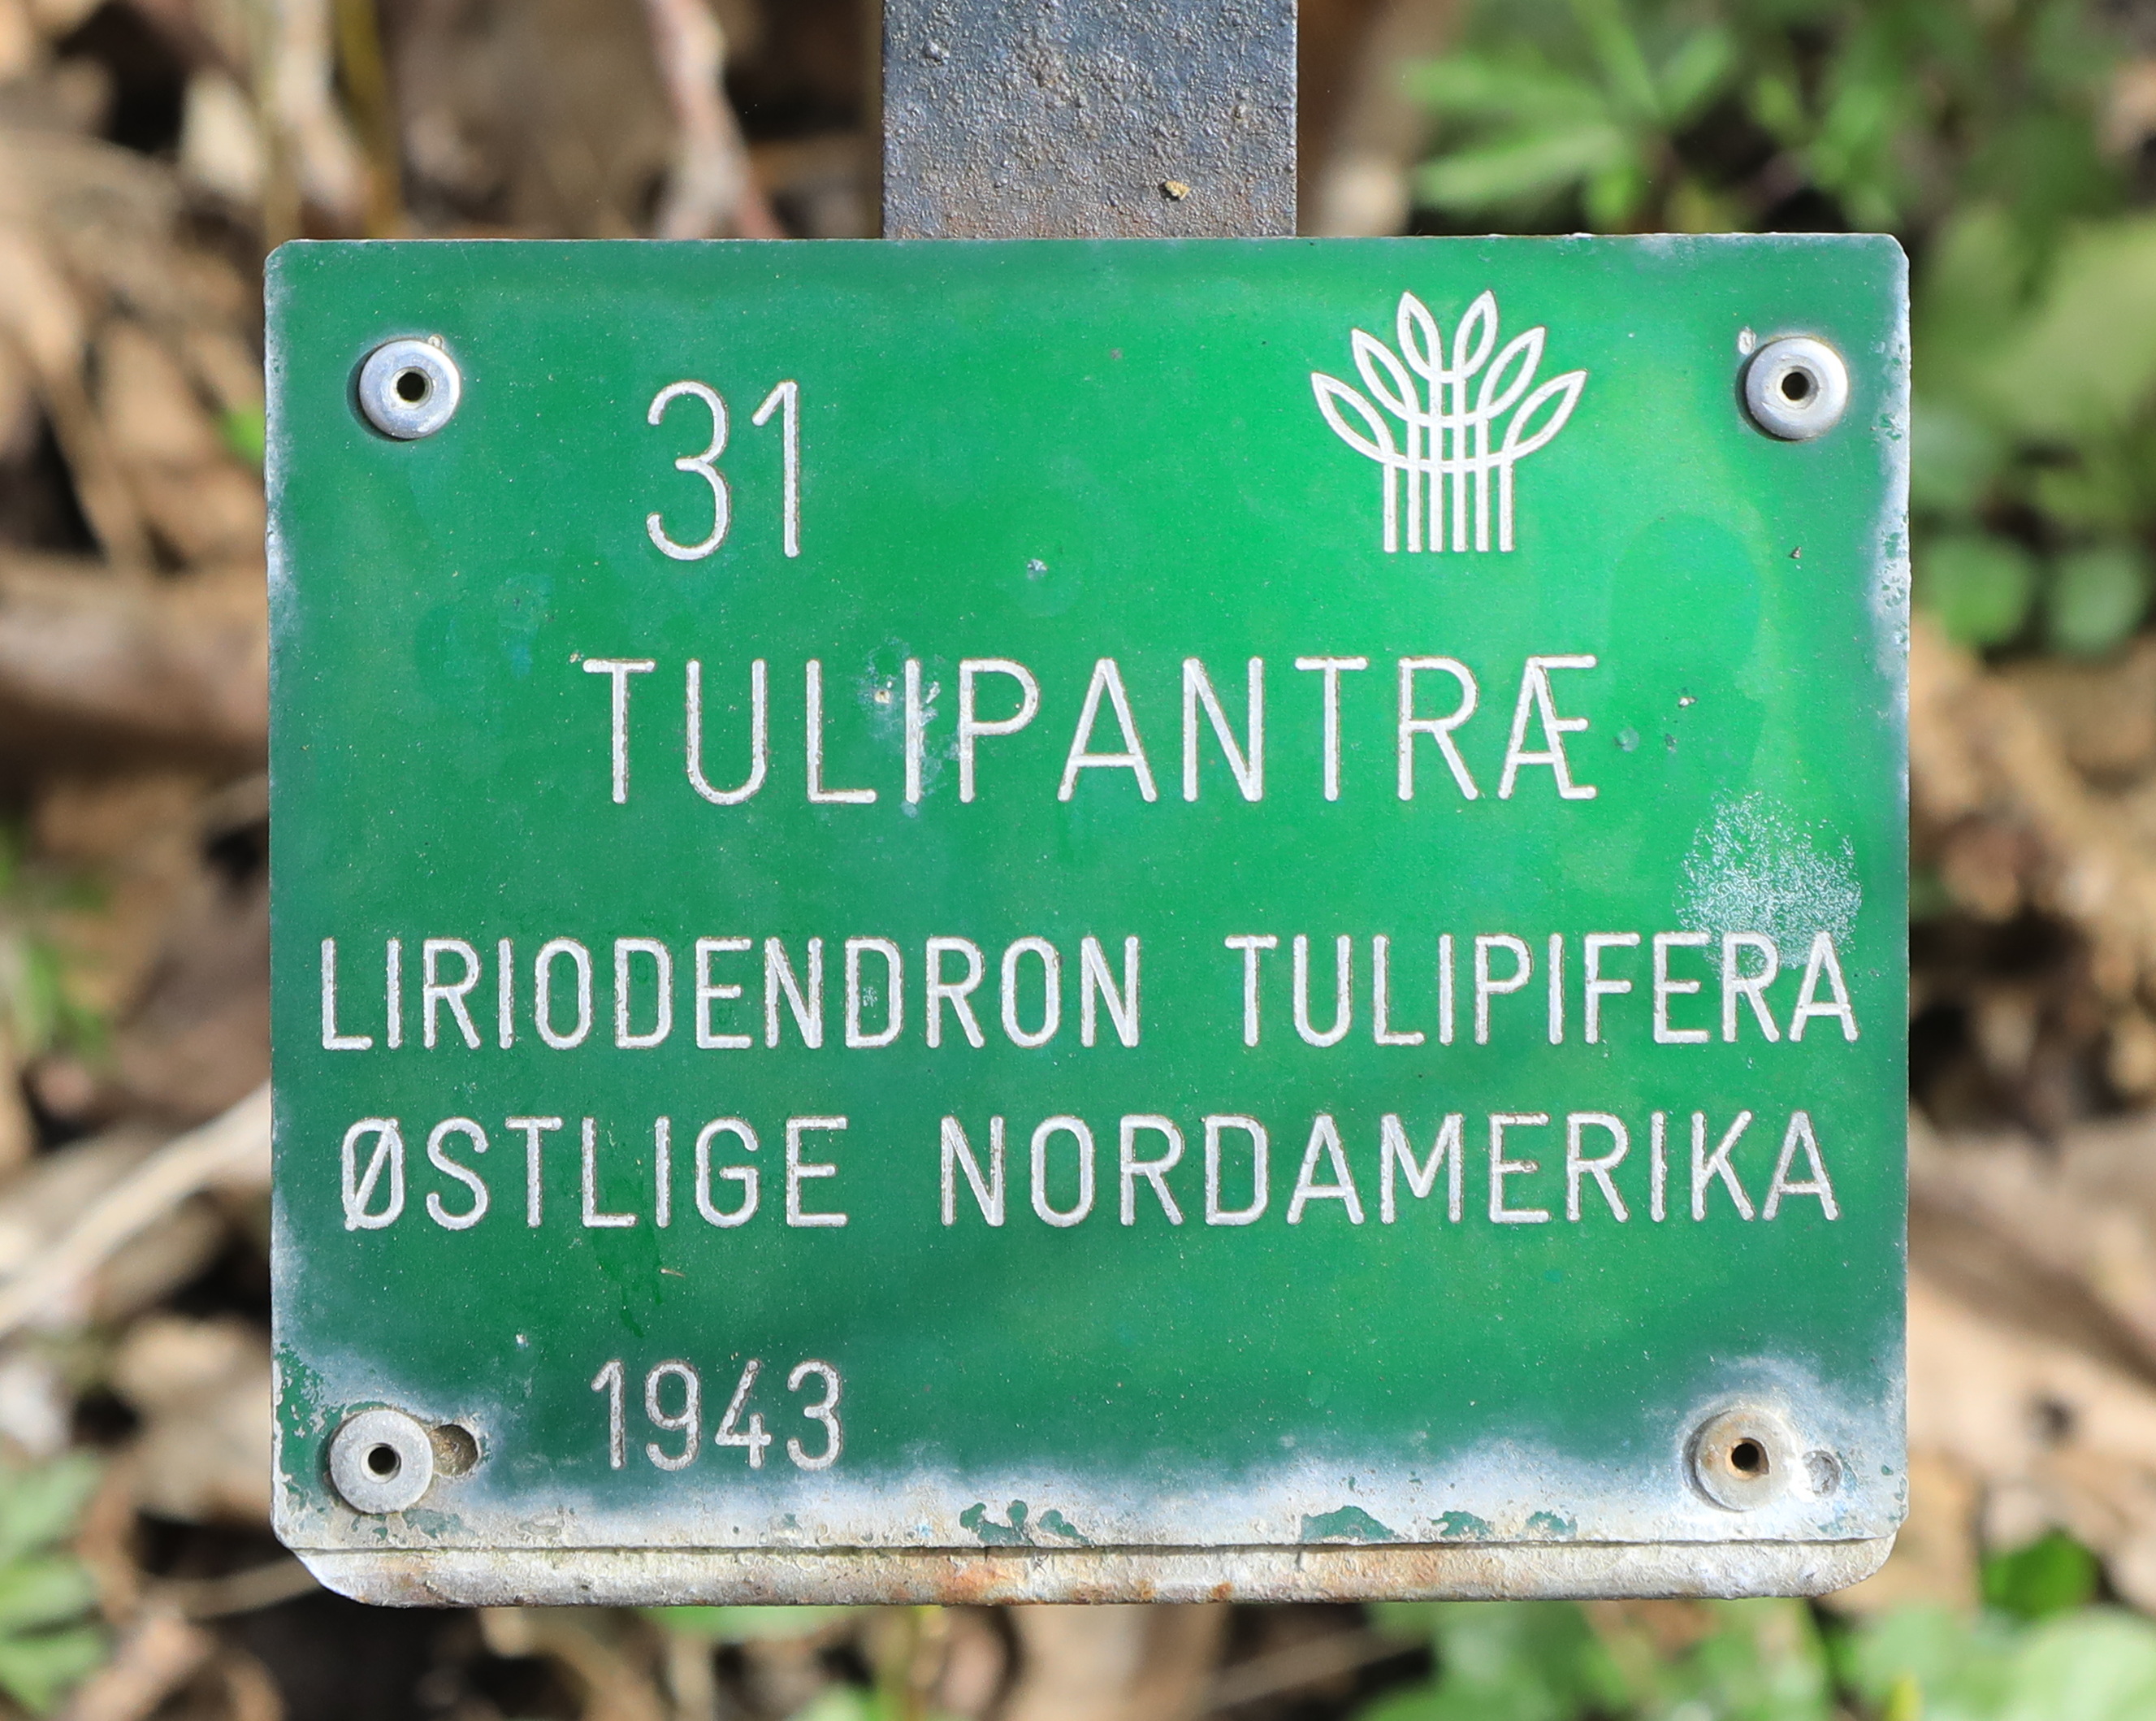 31
TULIPANTRÆ
LIRIODENDRON TULIPIFERA
ØSTLIGE NORDAMERIKA
1943